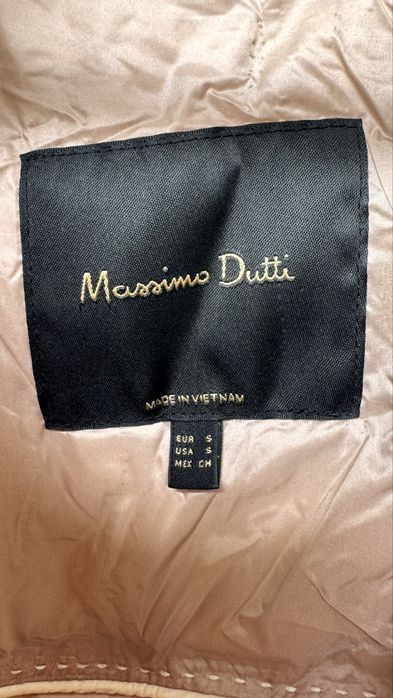 Massimo Dutti
MADE IN VIETNAM
EUR S
USA S
MEX CH